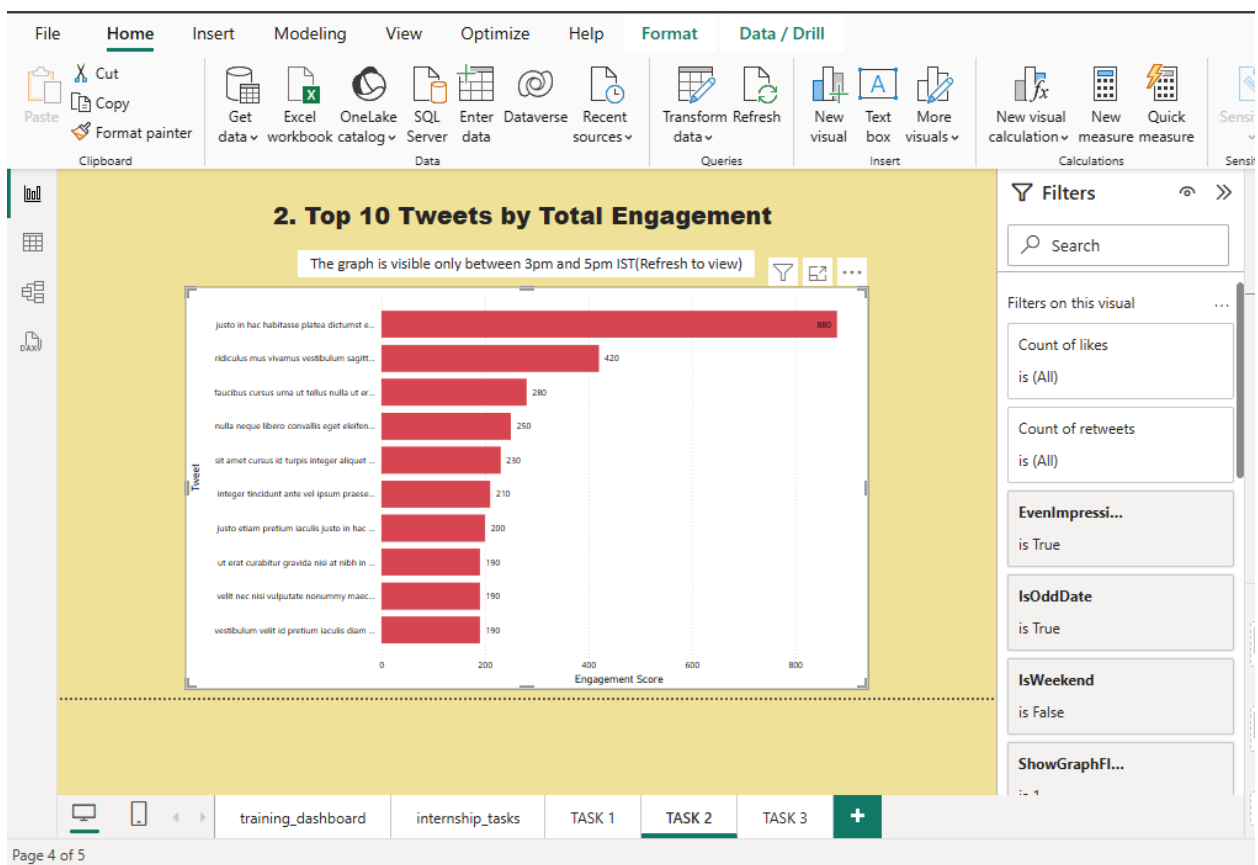 File Home Insert Modeling View Optimize Help Format Data / Drill
Paste
Cut
Copy
Format painter
Clipboard
Get data
Excel workbook
OneLake catalog
SQL Server
Enter data
Dataverse
Recent sources
Data
Transform data
Refresh
Queries
New visual
Text box
More visuals
Insert
New visual calculation
New measure
Quick measure
Calculations
Sensi
Sensit
2. Top 10 Tweets by Total Engagement
The graph is visible only between 3pm and 5pm IST(Refresh to view)
Tweet
justo in hac habitasse platea dictumst e... 880
ridiculus mus vivamus vestibulum sagitt... 420
faucibus cursus urna ut tellus nulla ut er... 280
nulla neque libero convallis eget eleifen... 250
sit amet cursus id turpis integer aliquet ... 230
integer tincidunt ante vel ipsum praese... 210
justo etiam pretium iaculis justo in hac ... 200
ut erat curabitur gravida nisi at nibh in ... 190
velit nec nisi vulputate nonummy maec... 190
vestibulum velit id pretium iaculis diam ... 190
0 200 400 600 800
Engagement Score
Filters
Search
Filters on this visual ...
Count of likes
is (All)
Count of retweets
is (All)
EvenImpressi...
is True
IsOddDate
is True
IsWeekend
is False
ShowGraphFl...
is 1
DAX
training_dashboard internship_tasks TASK 1 TASK 2 TASK 3 +
Page 4 of 5